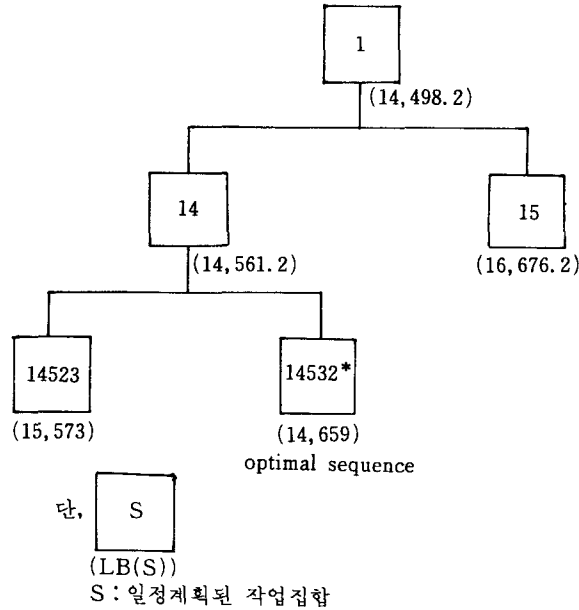 1
(14,498.2)
14
15
(14,561.2)
(16,676.2)
14523
14532*
(15,573)
(14,659)
optimal sequence
단, S
(LB(S))
S : 일정계획된 작업집합